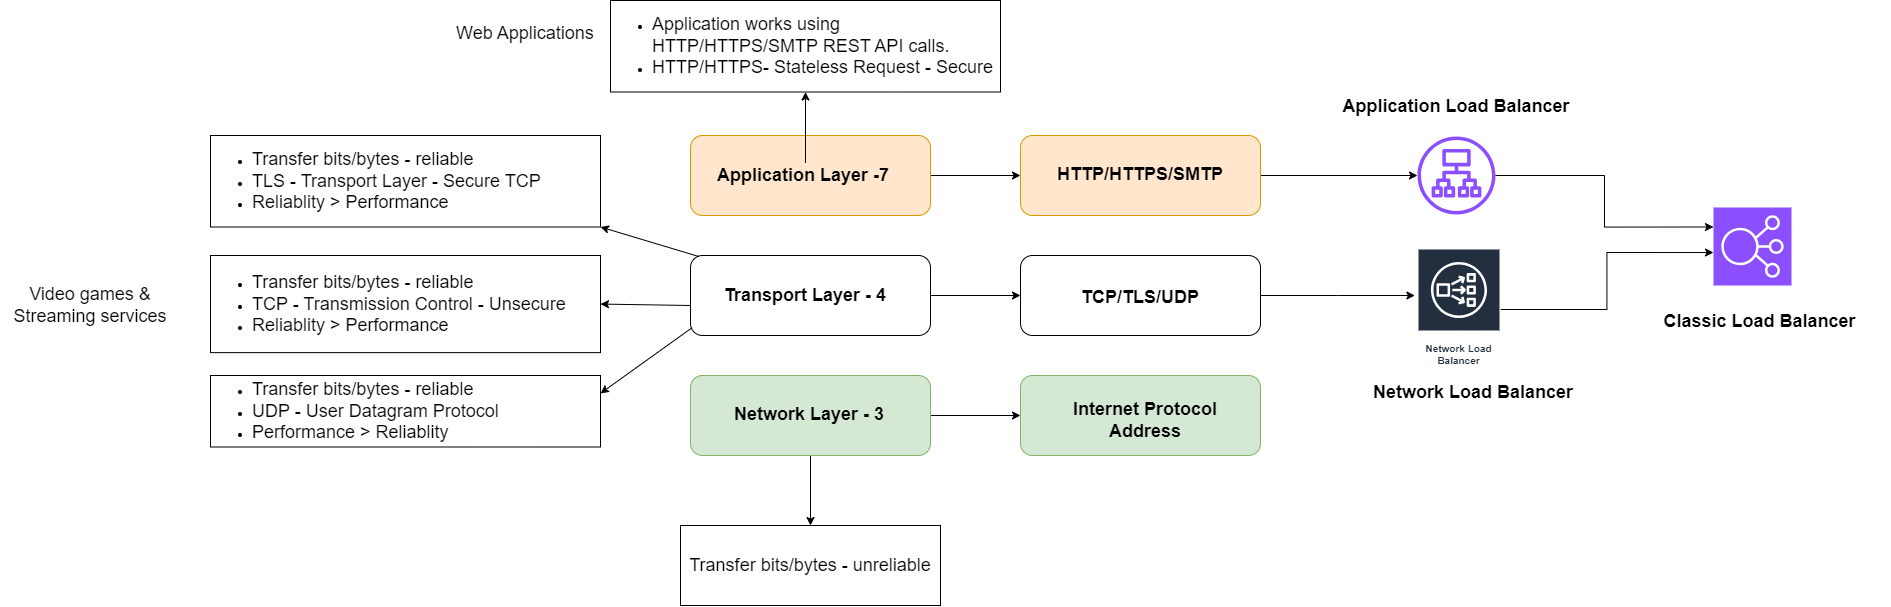 Web Applications
Application works using
HTTP/HTTPS/SMTP REST API calls.
HTTP/HTTPS- Stateless Request - Secure
Application Load Balancer
Transfer bits/bytes - reliable
TLS - Transport Layer - Secure TCP
Reliablity > Performance
Application Layer -7
HTTP/HTTPS/SMTP
Video games &
Streaming services
Transfer bits/bytes - reliable
TCP - Transmission Control - Unsecure
Reliablity > Performance
Transport Layer - 4
TCP/TLS/UDP
Classic Load Balancer
Network Load
Balancer
Network Load Balancer
Transfer bits/bytes - reliable
UDP - User Datagram Protocol
Performance > Reliablity
Network Layer - 3
Internet Protocol
Address
Transfer bits/bytes - unreliable